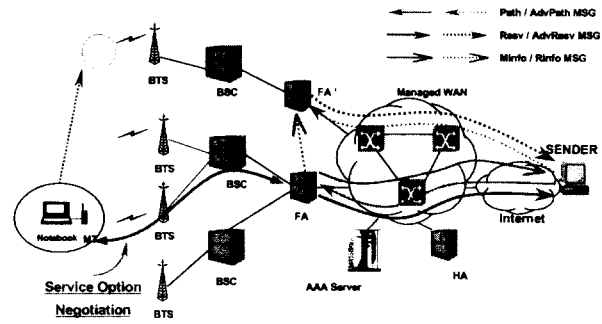 Path / AdvPath MSG
Resv / AdvResv MSG
Minfo / Rinfo MSG
BTS
BSC
FA '
Managed WAN
SENDER
BTS
BSC
FA
Internet
Notebook MT
BTS
Service Option
Negotiation
BTS
BSC
AAA Server
HA